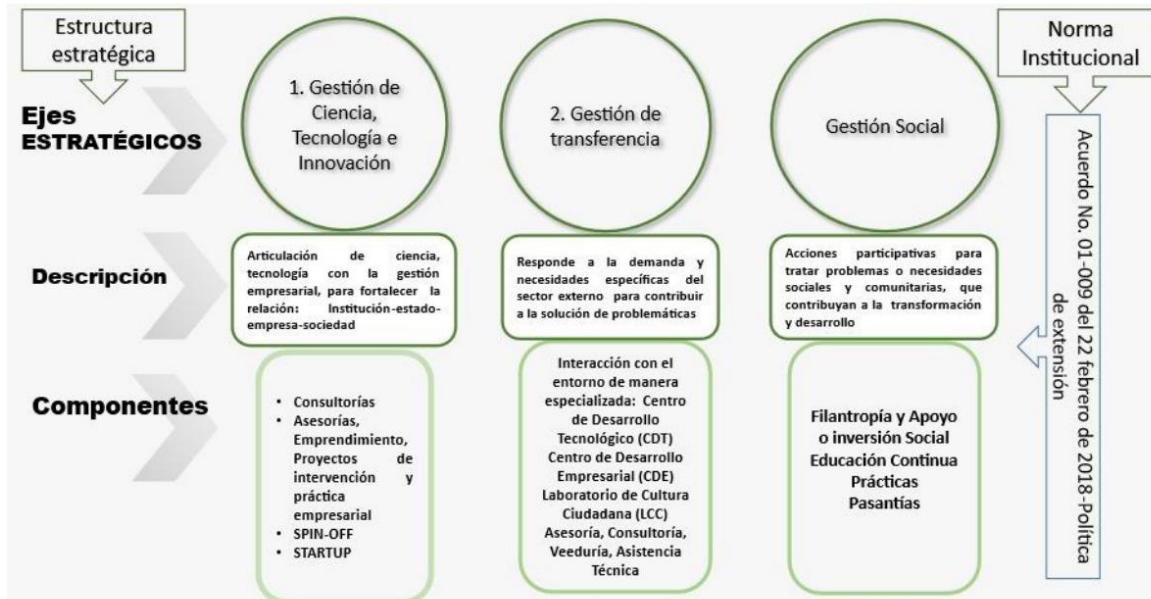 Estructura
estratégica
Norma
Institucional
Ejes
ESTRATÉGICOS
1. Gestión de
Ciencia,
Tecnología e
Innovación
2. Gestión de
transferencia
Gestión Social
Descripción
Articulación de ciencia,
tecnología con la gestión
empresarial, para fortalecer la
relación: Institución-estado-
empresa-sociedad
Responde a la demanda y
necesidades específicas del
sector externo para contribuir
a la solución de problemáticas
Acciones participativas para
tratar problemas o necesidades
sociales y comunitarias, que
contribuyan a la transformación
y desarrollo
Componentes
• Consultorías
• Asesorías,
Emprendimiento,
Proyectos de
intervención y
práctica
empresarial
• SPIN-OFF
• STARTUP
Interacción con el
entorno de manera
especializada: Centro de
Desarrollo
Tecnológico (CDT)
Centro de Desarrollo
Empresarial (CDE)
Laboratorio de Cultura
Ciudadana (LCC)
Asesoría, Consultoría,
Veeduría, Asistencia
Técnica
Filantropía y Apoyo
o inversión Social
Educación Continua
Prácticas
Pasantías
Acuerdo No. 01-009 del 22 febrero de 2018-Política
de extensión